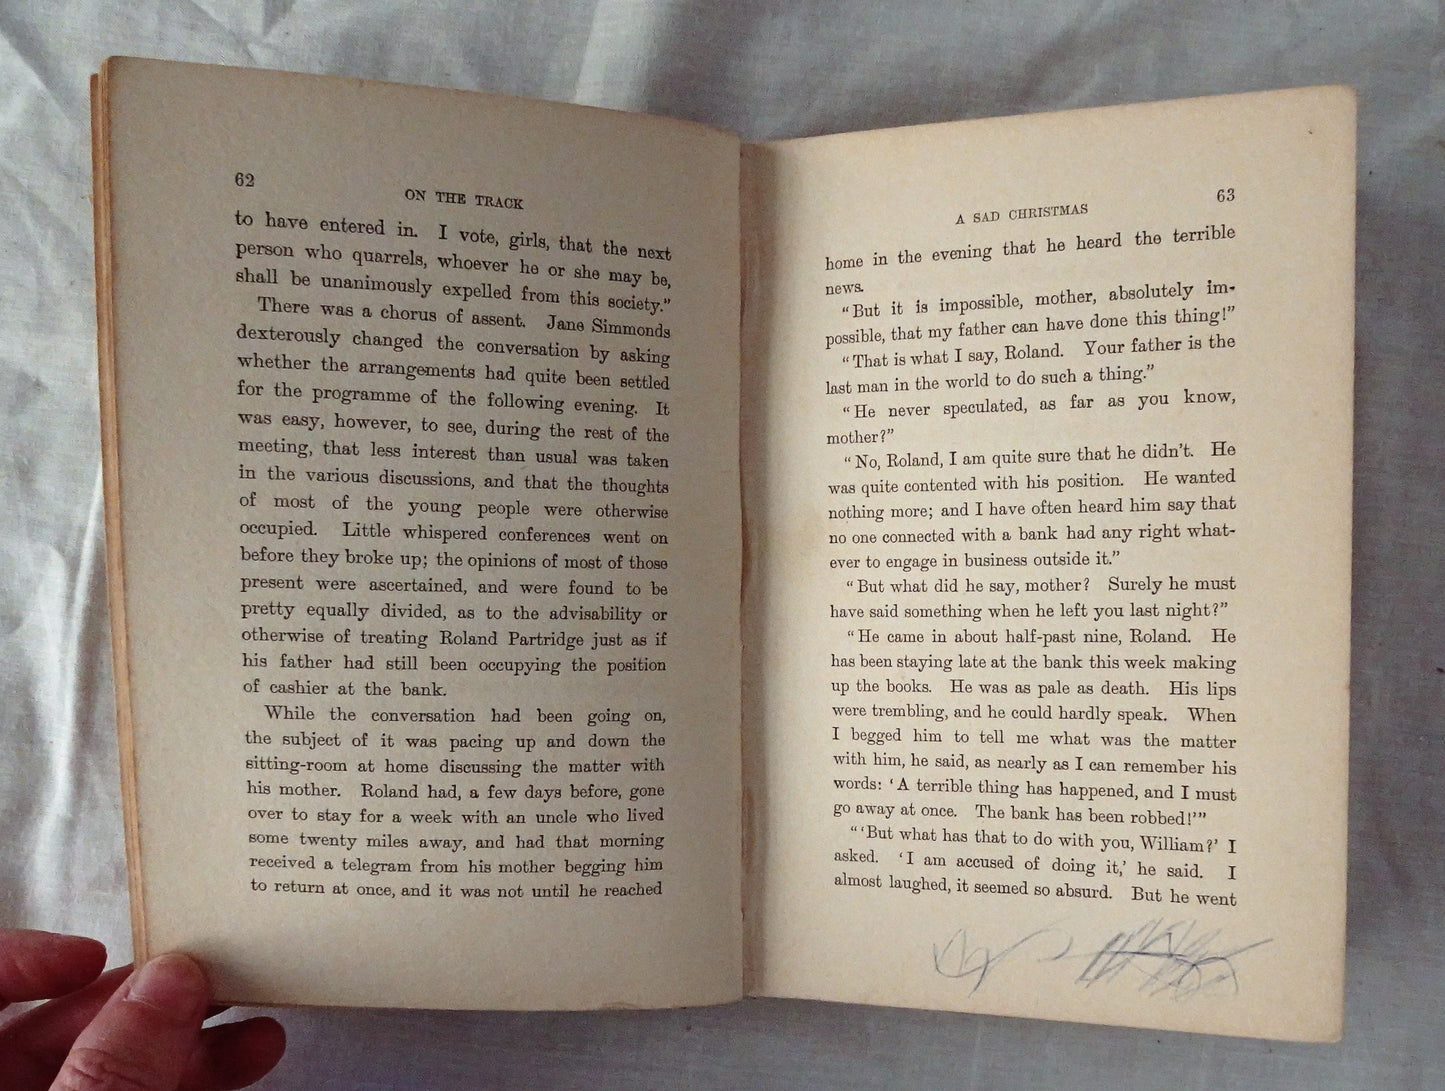 62
ON THE TRACK
to have entered in. I vote, girls, that the next
person who quarrels, whoever he or she may be,
shall be unanimously expelled from this society."
There was a chorus of assent. Jane Simmonds
dexterously changed the conversation by asking
whether the arrangements had quite been settled
for the programme of the following evening. It
was easy, however, to see, during the rest of the
meeting, that less interest than usual was taken
in the various discussions, and that the thoughts
of most of the young people were otherwise
occupied. Little whispered conferences went on
before they broke up; the opinions of most of those
present were ascertained, and were found to be
pretty equally divided, as to the advisability or
otherwise of treating Roland Partridge just as if
his father had still been occupying the position
of cashier at the bank.
While the conversation had been going on,
the subject of it was pacing up and down the
sitting-room at home discussing the matter with
his mother. Roland had, a few days before, gone
over to stay for a week with an uncle who lived
some twenty miles away, and had that morning
received a telegram from his mother begging him
to return at once, and it was not until he reached
A SAD CHRISTMAS
63
home in the evening that he heard the terrible
news.
"But it is impossible, mother, absolutely im-
possible, that my father can have done this thing!"
"That is what I say, Roland. Your father is the
last man in the world to do such a thing."
"He never speculated, as far as you know,
mother?"
"No, Roland, I am quite sure that he didn't. He
was quite contented with his position. He wanted
nothing more; and I have often heard him say that
no one connected with a bank had any right what-
ever to engage in business outside it."
"But what did he say, mother? Surely he must
have said something when he left you last night?"
"He came in about half-past nine, Roland. He
has been staying late at the bank this week making
up the books. He was as pale as death. His lips
were trembling, and he could hardly speak. When
I begged him to tell me what was the matter
with him, he said, as nearly as I can remember his
words: 'A terrible thing has happened, and I must
go away at once. The bank has been robbed!'"
"'But what has that to do with you, William?' I
asked. 'I am accused of doing it,' he said. I
almost laughed, it seemed so absurd. But he went